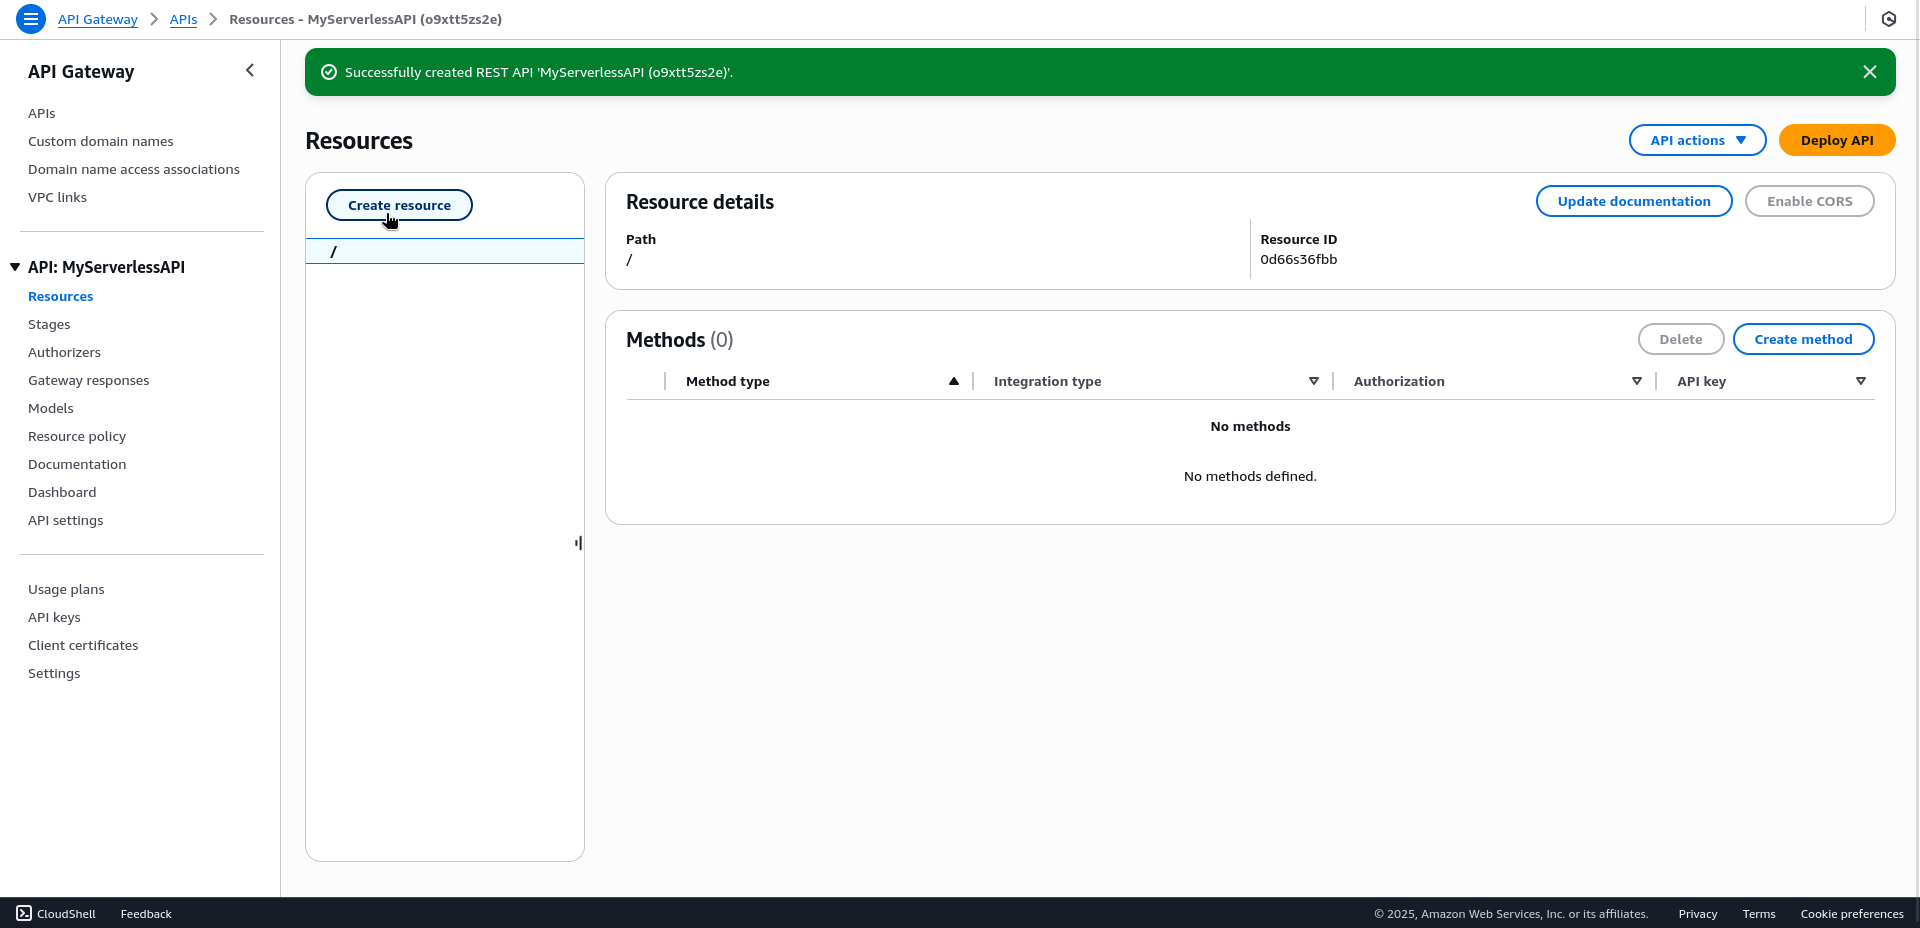 API Gateway > APIs > Resources - MyServerlessAPI (o9xtt5zs2e)
API Gateway
APIs
Custom domain names
Domain name access associations
VPC links
API: MyServerlessAPI
Resources
Stages
Authorizers
Gateway responses
Models
Resource policy
Documentation
Dashboard
API settings
Usage plans
API keys
Client certificates
Settings
Successfully created REST API 'MyServerlessAPI (o9xtt5zs2e)'.
Resources
API actions
Deploy API
Create resource
/
Resource details
Update documentation
Enable CORS
Path
/
Resource ID
0d66s36fbb
Methods (0)
Delete
Create method
Method type
Integration type
Authorization
API key
No methods
No methods defined.
CloudShell
Feedback
© 2025, Amazon Web Services, Inc. or its affiliates.
Privacy
Terms
Cookie preferences